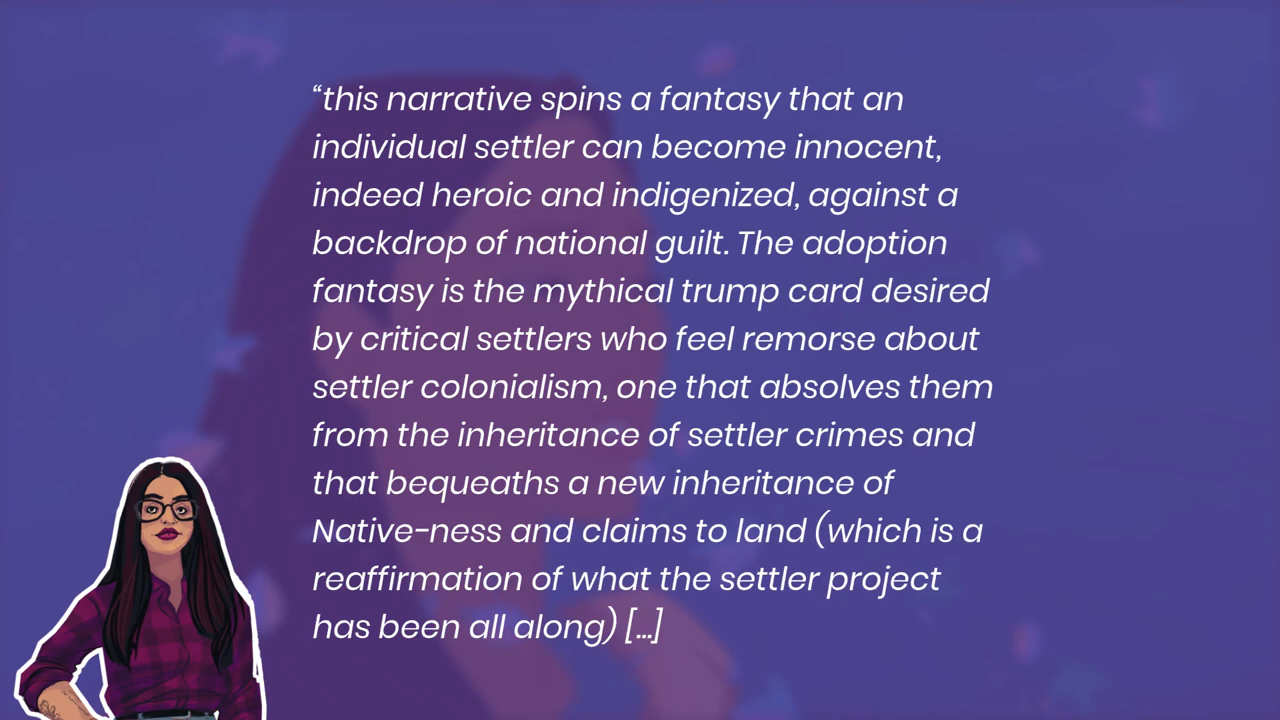 “this narrative spins a fantasy that an
individual settler can become innocent,
indeed heroic and indigenized, against a
backdrop of national guilt. The adoption
fantasy is the mythical trump card desired
by critical settlers who feel remorse about
settler colonialism, one that absolves them
from the inheritance of settler crimes and
that bequeaths a new inheritance of
Native-ness and claims to land (which is a
reaffirmation of what the settler project
has been all along) [...]